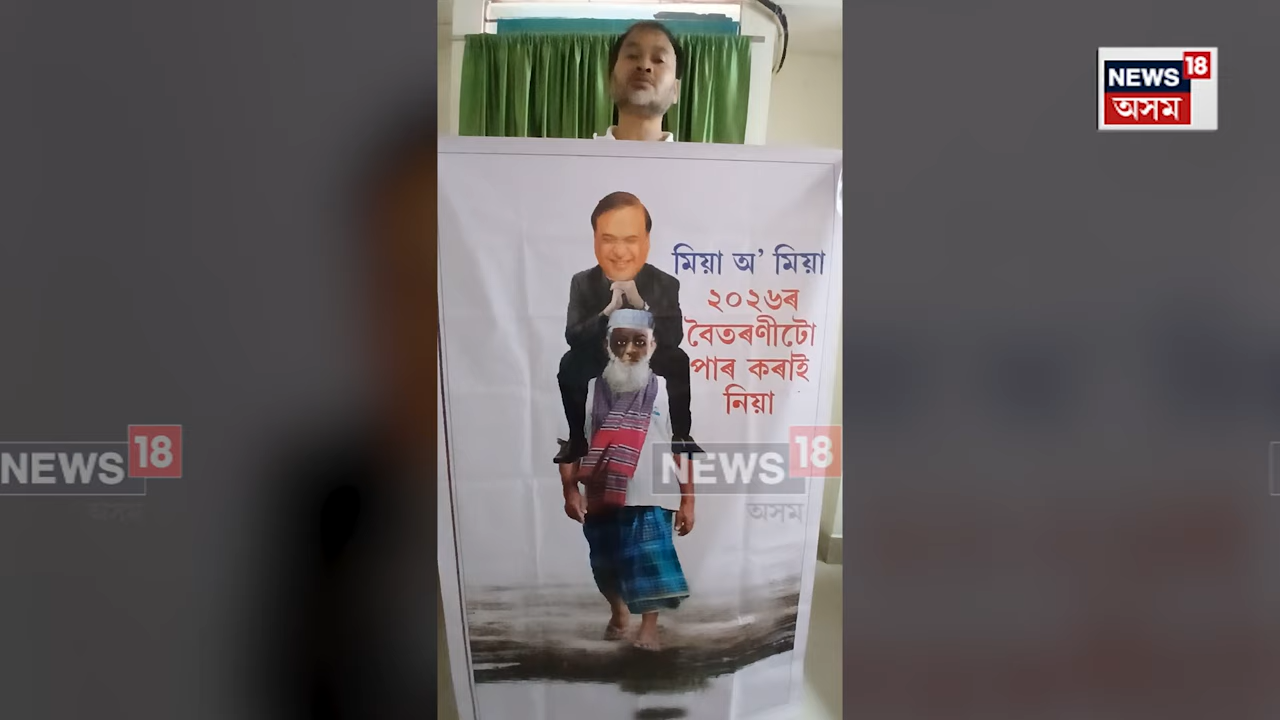 NEWS 18
অসম
মিয়া অ' মিয়া
২০২৬ৰ
বৈতৰণীটো
পাৰ কৰাই
নিয়া
NEWS 18
অসম
NEWS 18
অসম